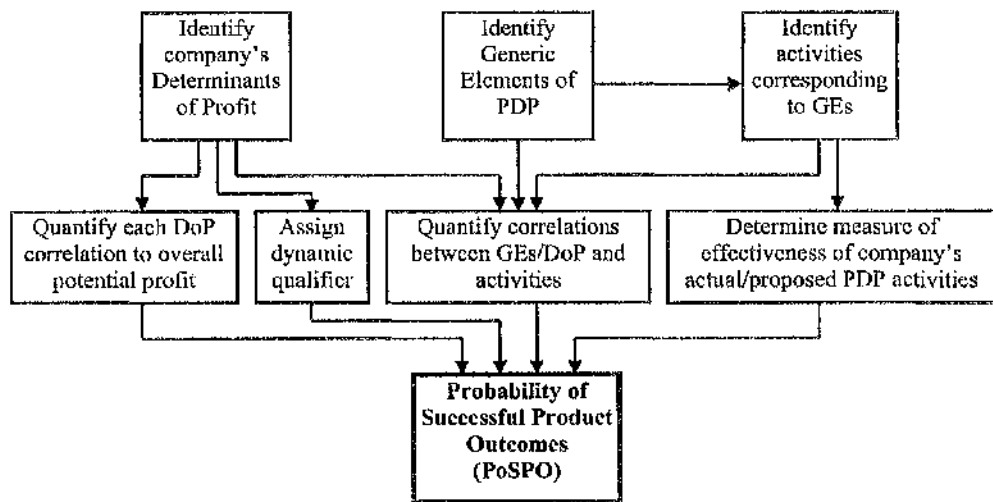 Identify
company's
Determinants
of Profit
Identify
Generic
Elements of
PDP
Identify
activities
corresponding
to GEs
Quantify each DoP
correlation to overall
potential profit
Assign
dynamic
qualifier
Quantify correlations
between GEs/DoP and
activities
Determine measure of
effectiveness of company's
actual/proposed PDP activities
Probability of
Successful Product
Outcomes
(PoSPO)